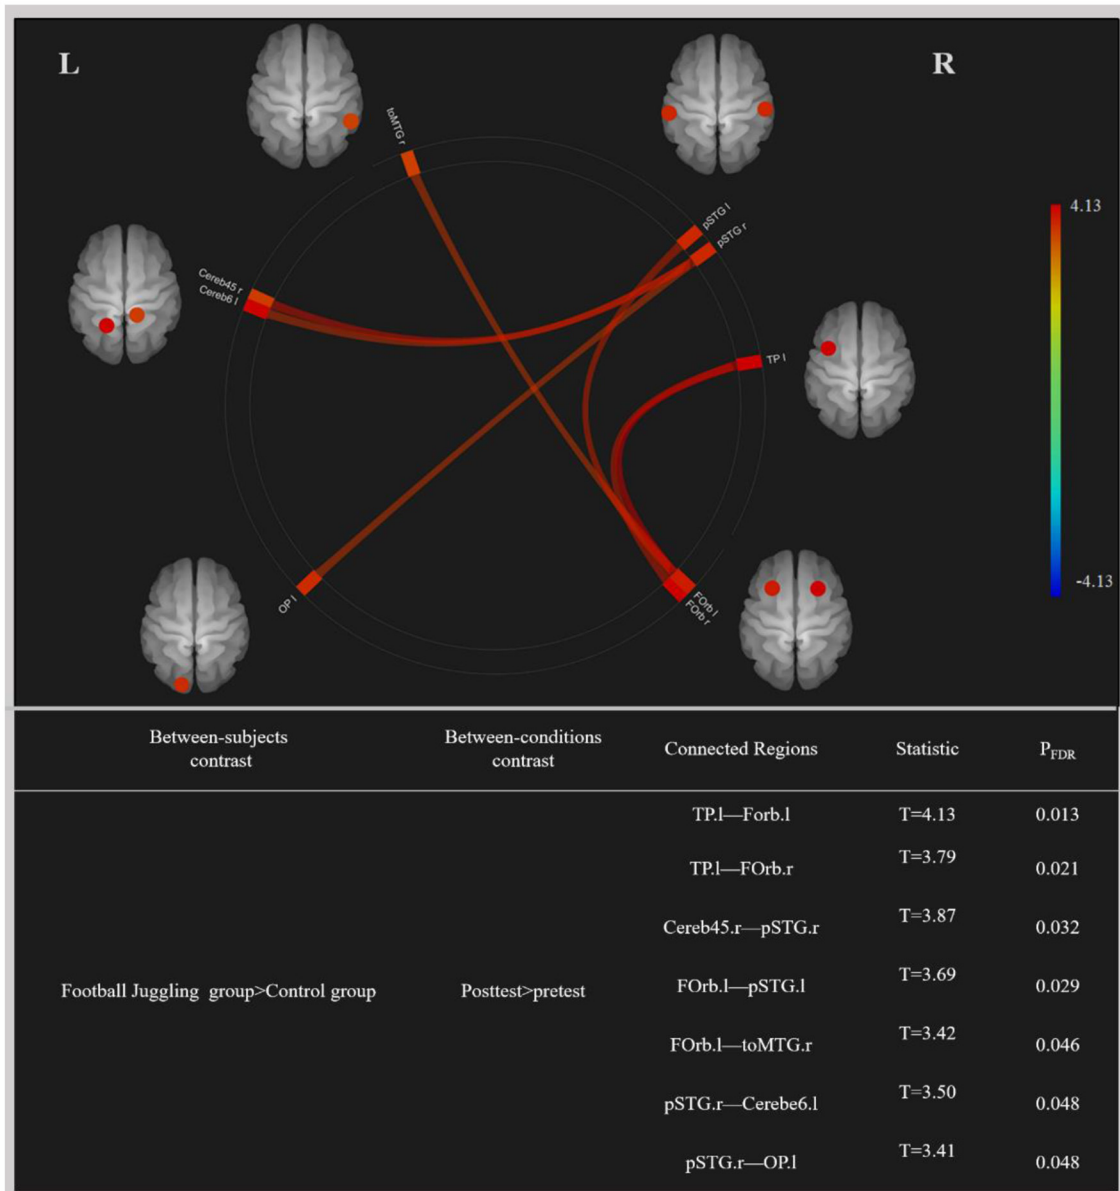 L
R
toMTG r
pSTG l
pSTG r
4.13
Cereb45 r
Cereb6 l
TP l
-4.13
OP l
FOrb l
FOrb r
Between-subjects
contrast
Between-conditions
contrast
Connected Regions
Statistic
P_FDR
TP.l—Forb.l
T=4.13
0.013
TP.l—FOrb.r
T=3.79
0.021
Cereb45.r—pSTG.r
T=3.87
0.032
FOrb.l—pSTG.l
T=3.69
0.029
Football Juggling group>Control group
Posttest>pretest
FOrb.l—toMTG.r
T=3.42
0.046
pSTG.r—Cerebe6.l
T=3.50
0.048
pSTG.r—OP.l
T=3.41
0.048